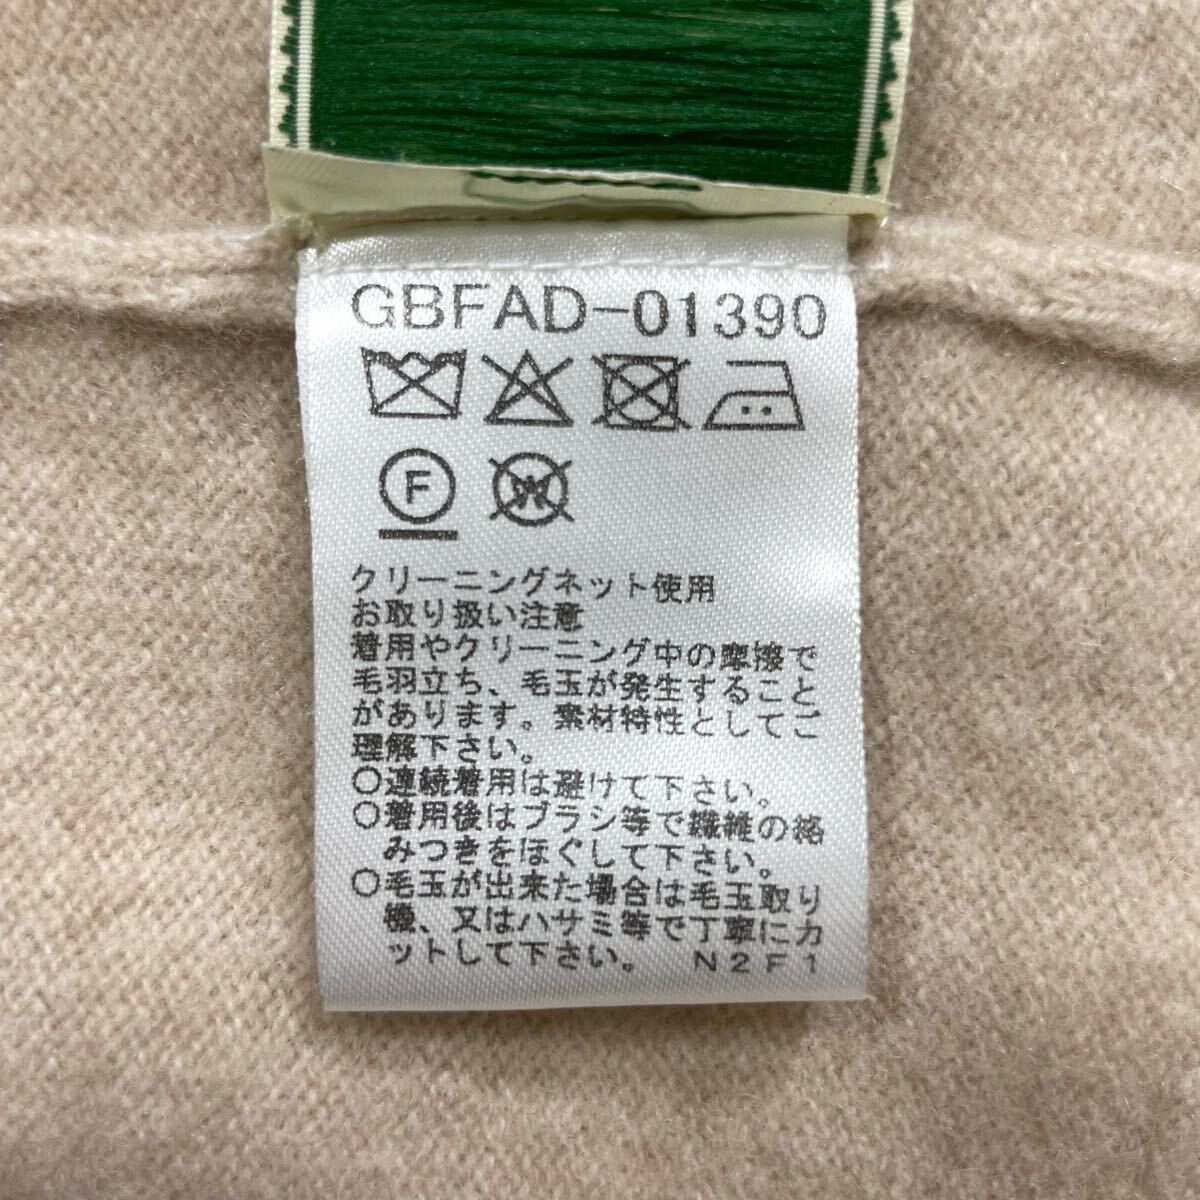 GBFAD-01390
F
W
クリーニングネット使用
お取り扱い注意
着用やクリーニング中の摩擦で
毛羽立ち、毛玉が発生すること
があります。素材特性としてご
理解下さい。
○連続着用は避けて下さい。
○着用後はブラシ等で繊維の絡
みつきをほぐして下さい。
○毛玉が出来た場合は毛玉取り
機、又はハサミ等で丁寧にカ
ットして下さい。 N2F1